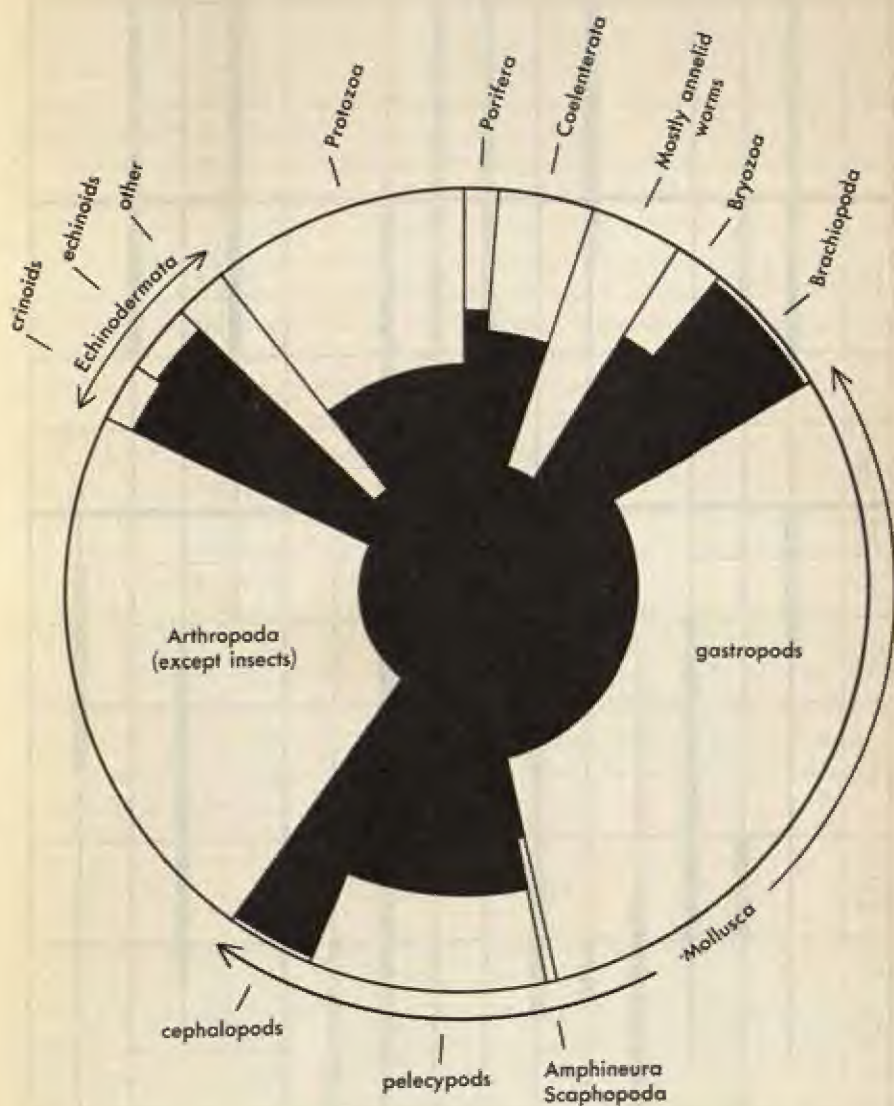 Protozoa
Porifera
Coelenterata
Mostly annelid
worms
Bryozoa
Brachiopoda
other
echinoids
crinoids
Echinodermata
Arthropoda
(except insects)
gastropods
Mollusca
cephalopods
pelecypods
Amphineura
Scaphopoda